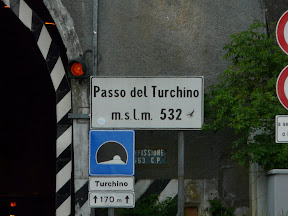 Passo del Turchino
m.s.l.m. 532
Turchino
170 m